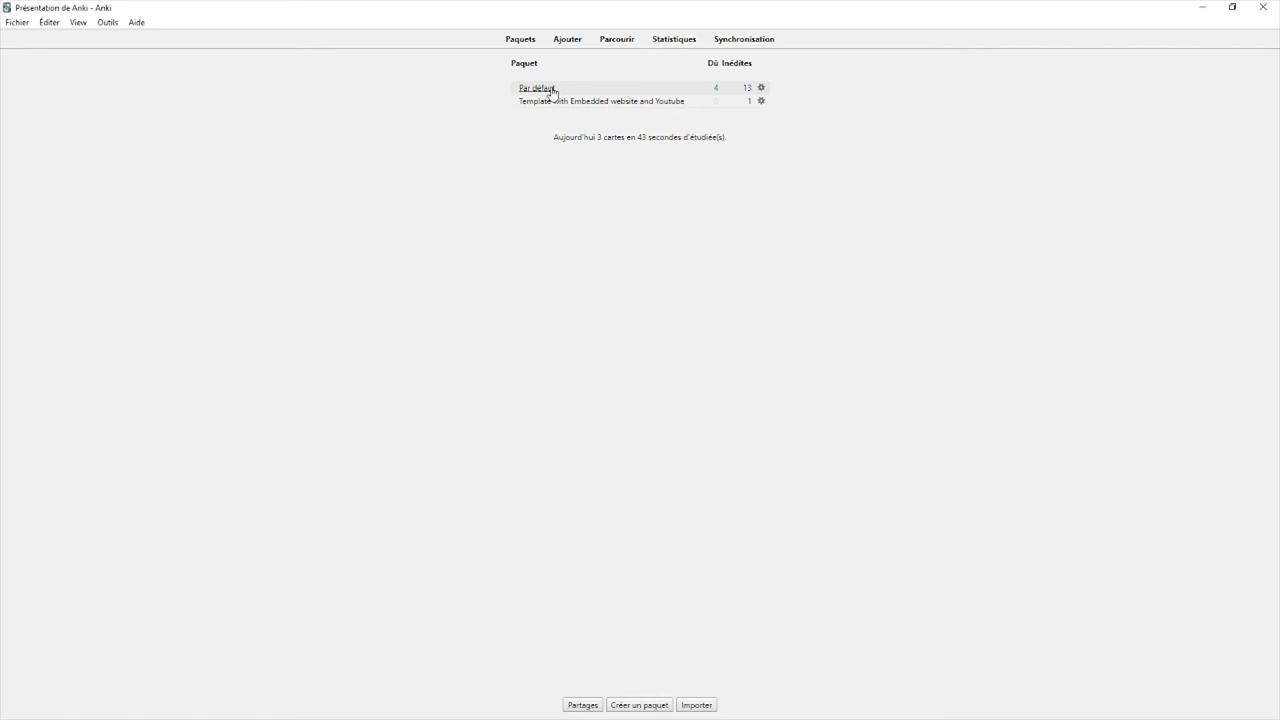 Présentation de Anki - Anki
Fichier Éditer View Outils Aide
Paquets Ajouter Parcourir Statistiques Synchronisation
Paquet Dû Inédites
Par défaut 4 13
Template with Embedded website and Youtube 0 1
Aujourd'hui 3 cartes en 43 secondes d'étudiée(s).
Partages Créer un paquet Importer